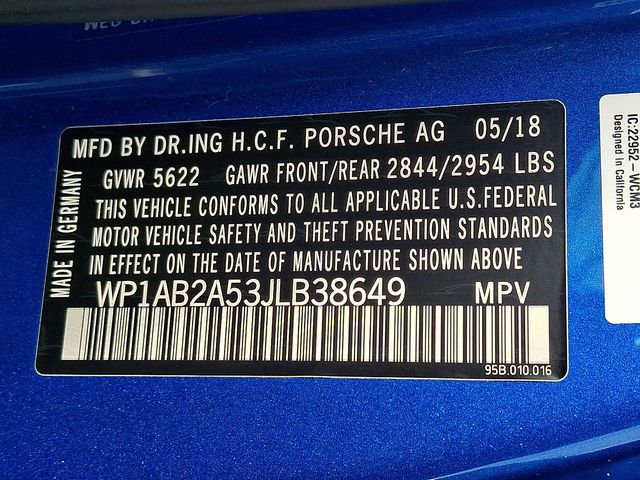 MFD BY DR.ING H.C.F. PORSCHE AG 05/18
GVWR 5622 GAWR FRONT/REAR 2844/2954 LBS
THIS VEHICLE CONFORMS TO ALL APPLICABLE U.S.FEDERAL
MOTOR VEHICLE SAFETY AND THEFT PREVENTION STANDARDS
IN EFFECT ON THE DATE OF MANUFACTURE SHOWN ABOVE
WP1AB2A53JLB38649 MPV
95B.010.016
MADE IN GERMANY
IC:22952-WCM3
Designed in California